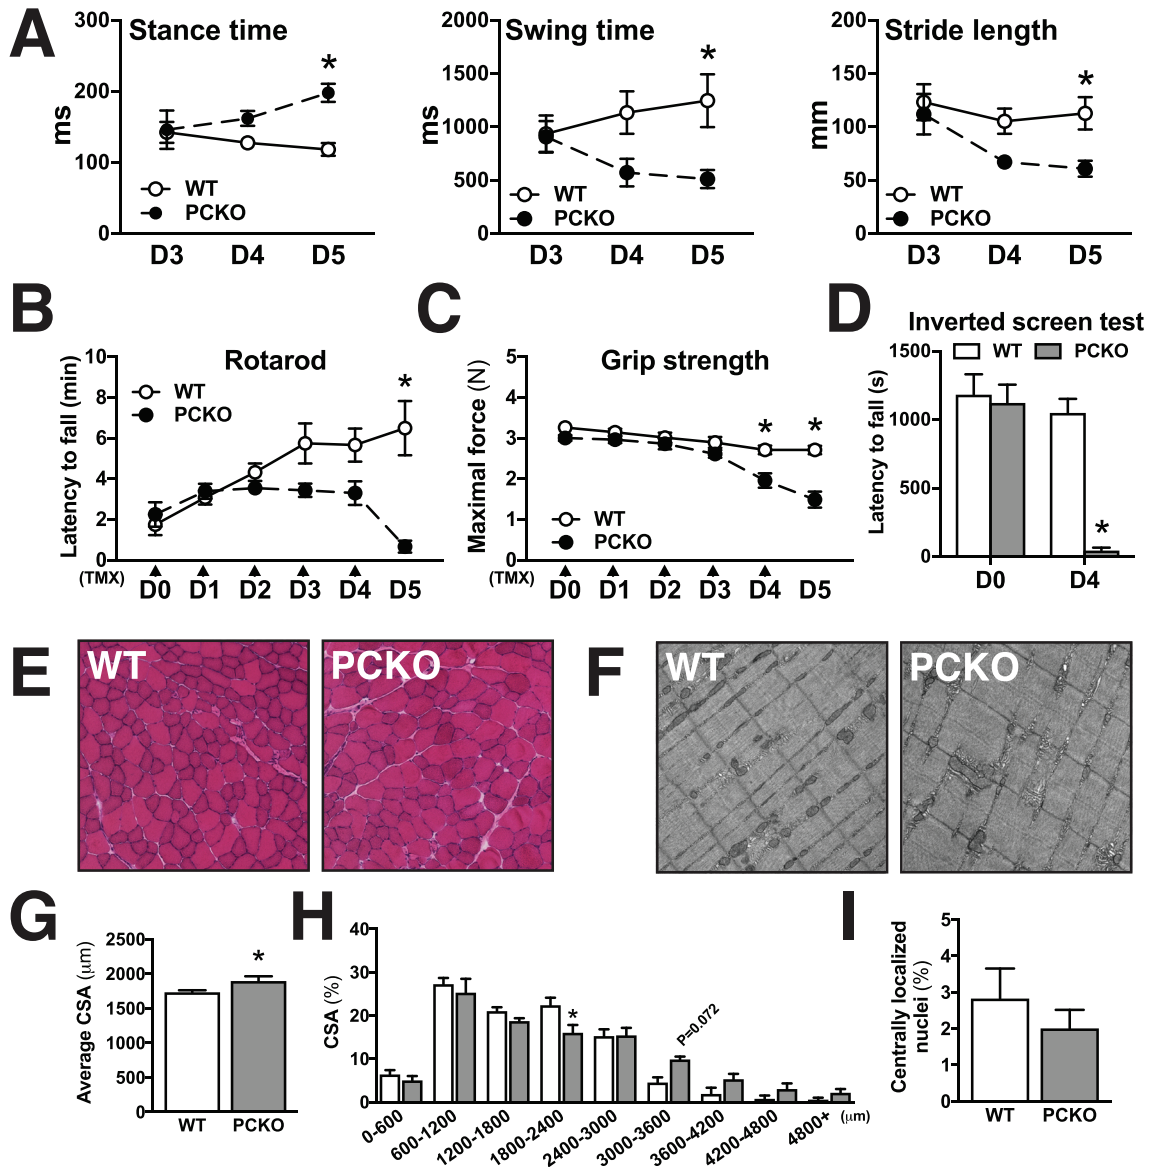 A
Stance time
300
200
100
0
ms
*
WT
PCKO
D3 D4 D5
Swing time
2000
1500
1000
500
0
ms
*
WT
PCKO
D3 D4 D5
Stride length
200
150
100
50
0
mm
*
WT
PCKO
D3 D4 D5
B
Rotarod
10
8
6
4
2
0
Latency to fall (min)
WT
PCKO
*
(TMX)
D0 D1 D2 D3 D4 D5
C
Grip strength
5
4
3
2
1
0
Maximal force (N)
* *
WT
PCKO
(TMX)
D0 D1 D2 D3 D4 D5
D
Inverted screen test
WT PCKO
1500
1000
500
0
Latency to fall (s)
*
D0 D4
E
WT
PCKO
F
WT
PCKO
G
2500
2000
1500
1000
500
0
Average CSA (μm)
*
WT PCKO
H
40
30
20
10
0
CSA (%)
*
P=0.072
0-600
600-1200
1200-1800
1800-2400
2400-3000
3000-3600
3600-4200
4200-4800
4800+
(μm)
I
5
4
3
2
1
0
Centrally localized
nuclei (%)
WT PCKO